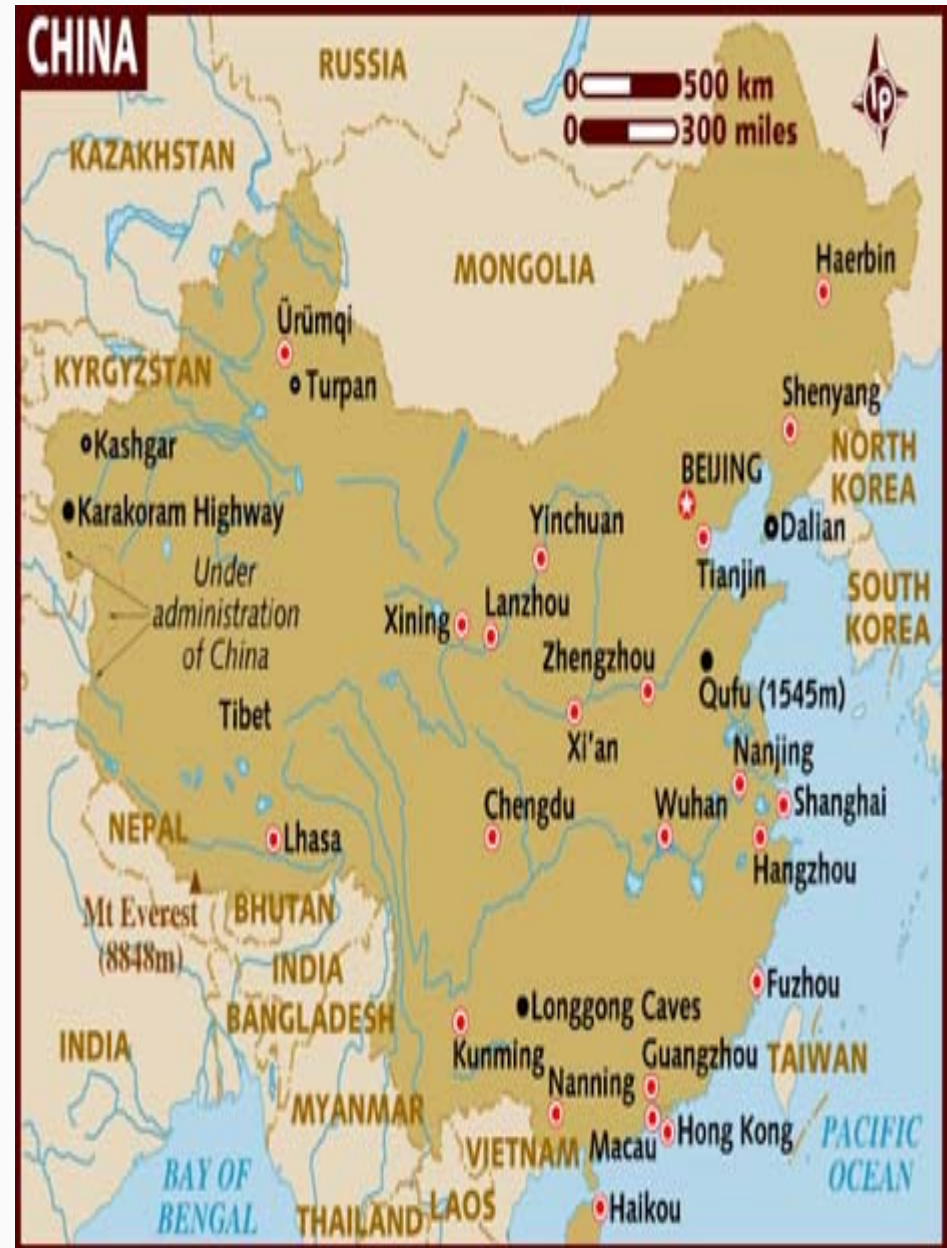 CHINA
RUSSIA
0 500 km
0 300 miles
lp
KAZAKHSTAN
MONGOLIA
Haerbin
Ürümqi
KYRGYZSTAN
Turpan
Shenyang
Kashgar
NORTH
KOREA
BEIJING
Karakoram Highway
Yinchuan
Dalian
Tianjin
Under
administration
of China
Xining
Lanzhou
SOUTH
KOREA
Zhengzhou
Qufu (1545m)
Tibet
Xi'an
Nanjing
Chengdu
Wuhan
Shanghai
NEPAL
Lhasa
Hangzhou
Mt Everest
(8848m)
BHUTAN
INDIA
Fuzhou
Longgong Caves
BANGLADESH
INDIA
Kunming
Guangzhou
TAIWAN
Nanning
MYANMAR
Macau
Hong Kong
VIETNAM
PACIFIC
OCEAN
BAY OF
BENGAL
THAILAND
LAOS
Haikou